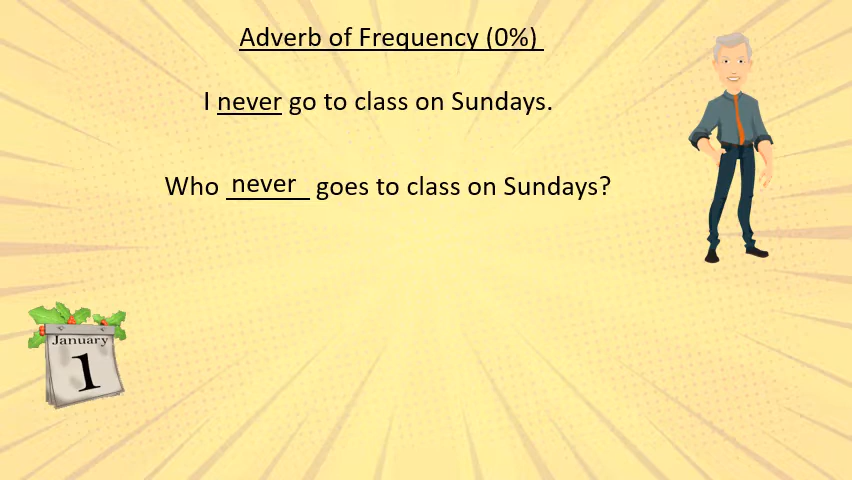 Adverb of Frequency (0%)
I never go to class on Sundays.
Who never goes to class on Sundays?
January
1